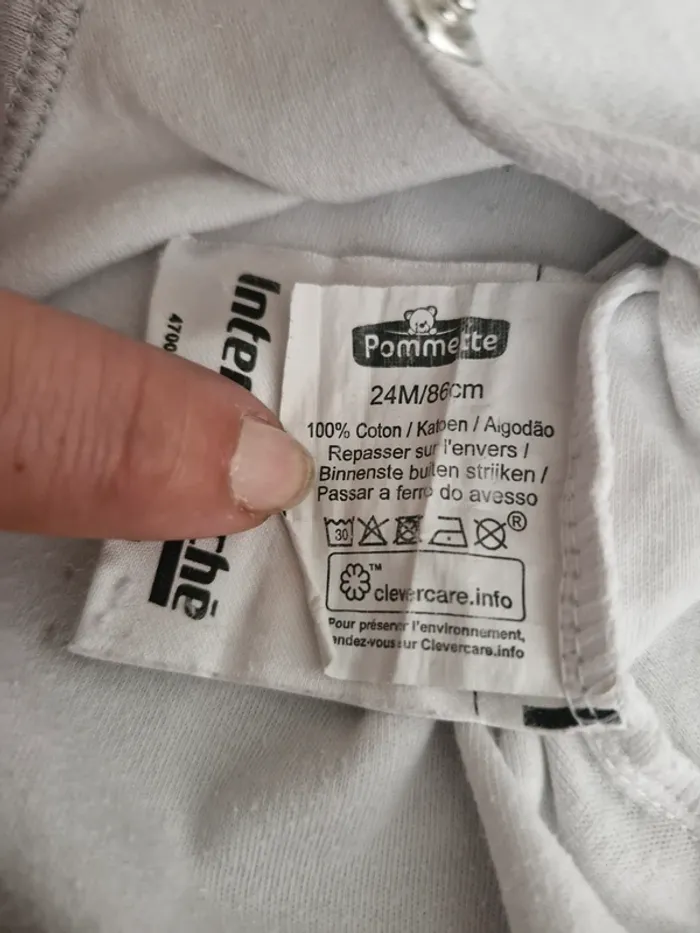 Pommette
24M/86cm
100% Coton / Katoen / Algodão
Repasser sur l'envers /
Binnenste buiten strijken /
Passar a ferro do avesso
30
®
™
clevercare.info
Pour préserver l'environnement,
rendez-vous sur Clevercare.info